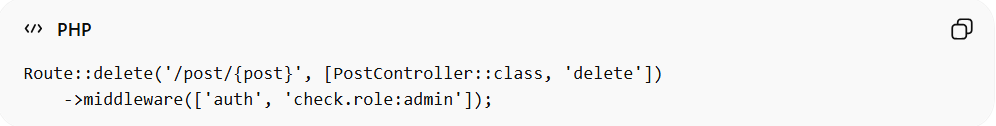 </> PHP
Route::delete('/post/{post}', [PostController::class, 'delete'])
    ->middleware(['auth', 'check.role:admin']);